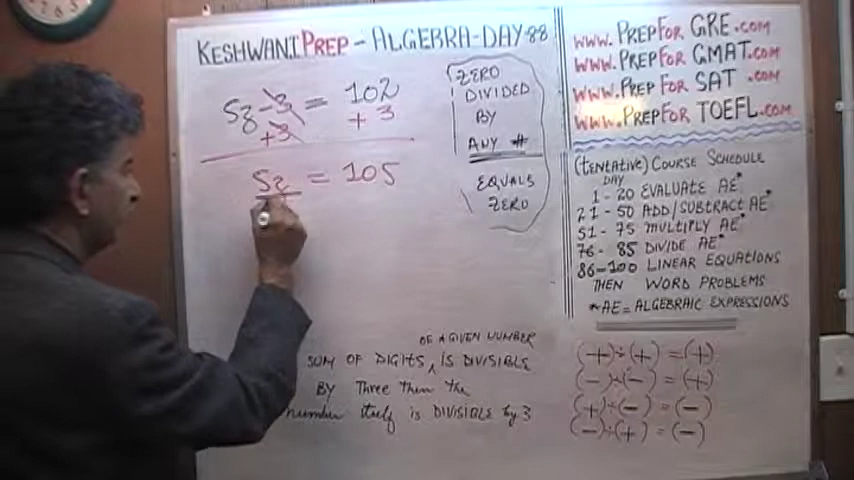 KESHWANI PREP - ALGEBRA - DAY 88
5z - 3 = 102
+3 +3
5z = 105
ZERO
DIVIDED
BY
ANY #
EQUALS
ZERO
OF A GIVEN NUMBER
SUM OF DIGITS, IS DIVISIBLE
BY Three then the
number itself is DIVISIBLE by 3
www.PREPFOR GRE.com
www.PREPFOR GMAT.com
www.PREPFOR SAT.com
www.PREPFOR TOEFL.com
(TENTATIVE) COURSE SCHEDULE
DAY
1-20 EVALUATE AE*
21-50 ADD/SUBTRACT AE*
51-75 MULTIPLY AE*
76-85 DIVIDE AE*
86-100 LINEAR EQUATIONS
THEN WORD PROBLEMS
*AE = ALGEBRAIC EXPRESSIONS
(+)÷(+) = (+)
(-)÷(-) = (+)
(+)÷(-) = (-)
(-)÷(+) = (-)